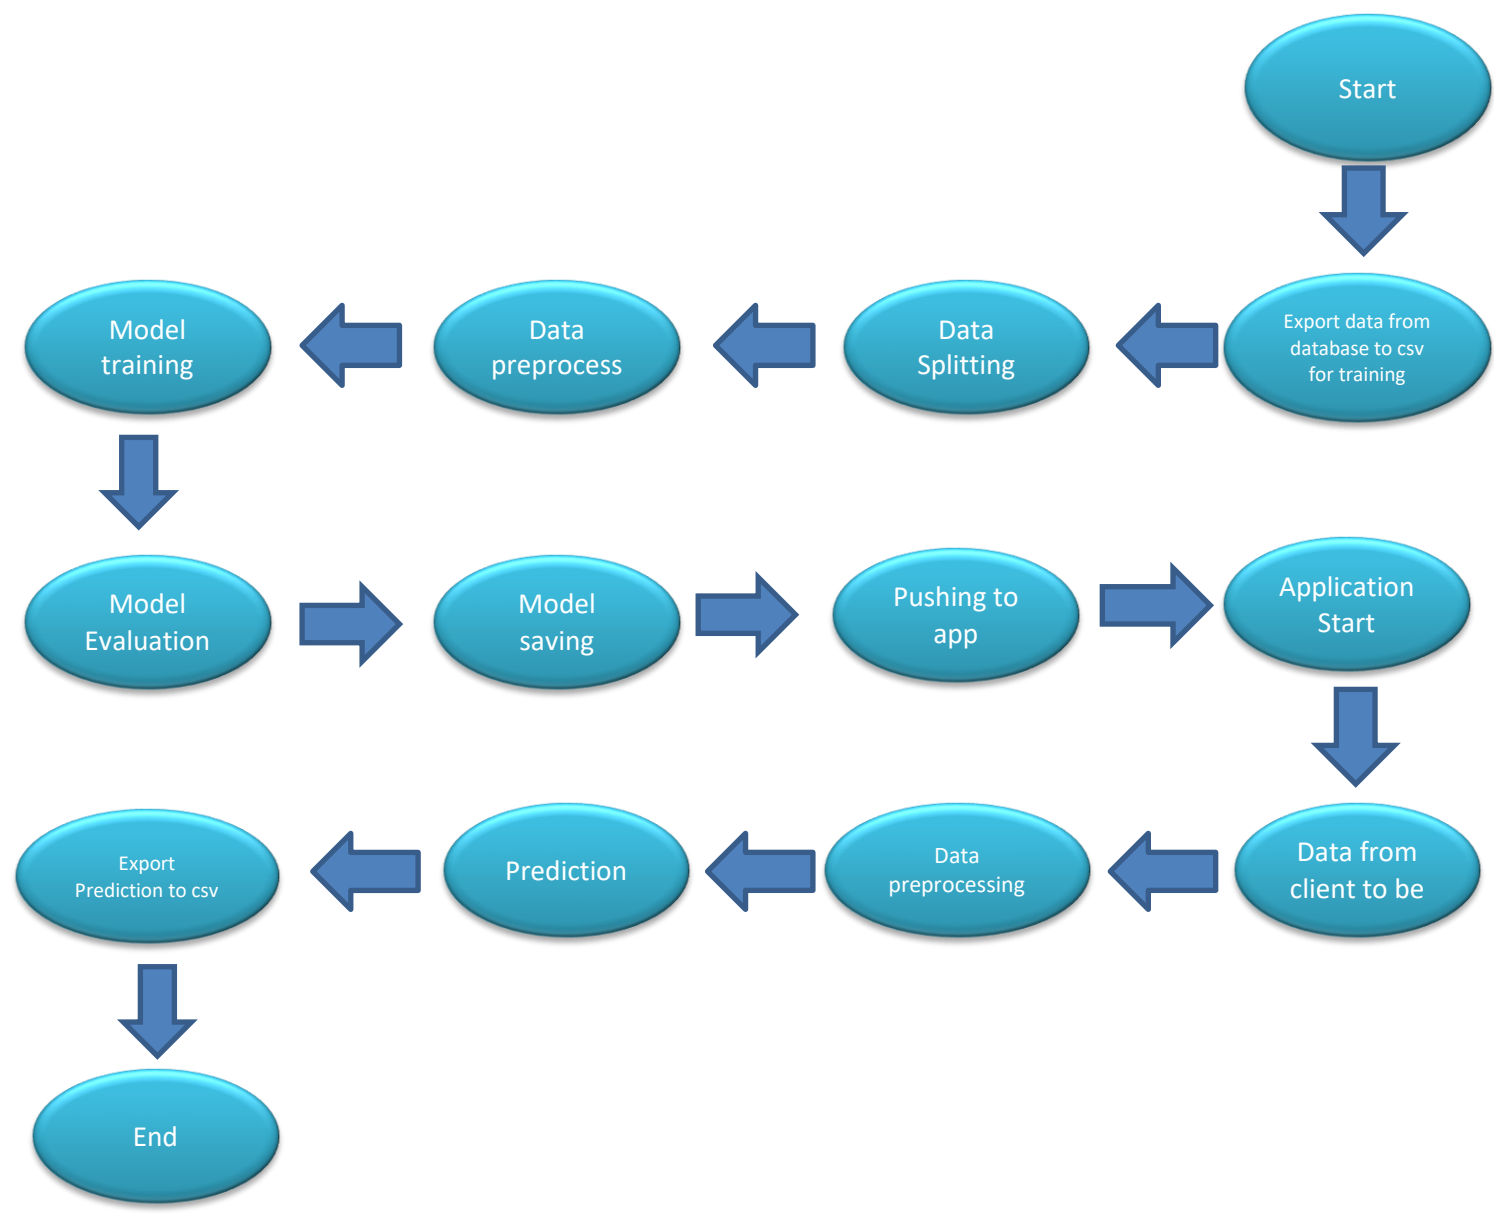 Start
Export data from
database to csv
for training
Data
Splitting
Data
preprocess
Model
training
Model
Evaluation
Model
saving
Pushing to
app
Application
Start
Data from
client to be
Data
preprocessing
Prediction
Export
Prediction to csv
End